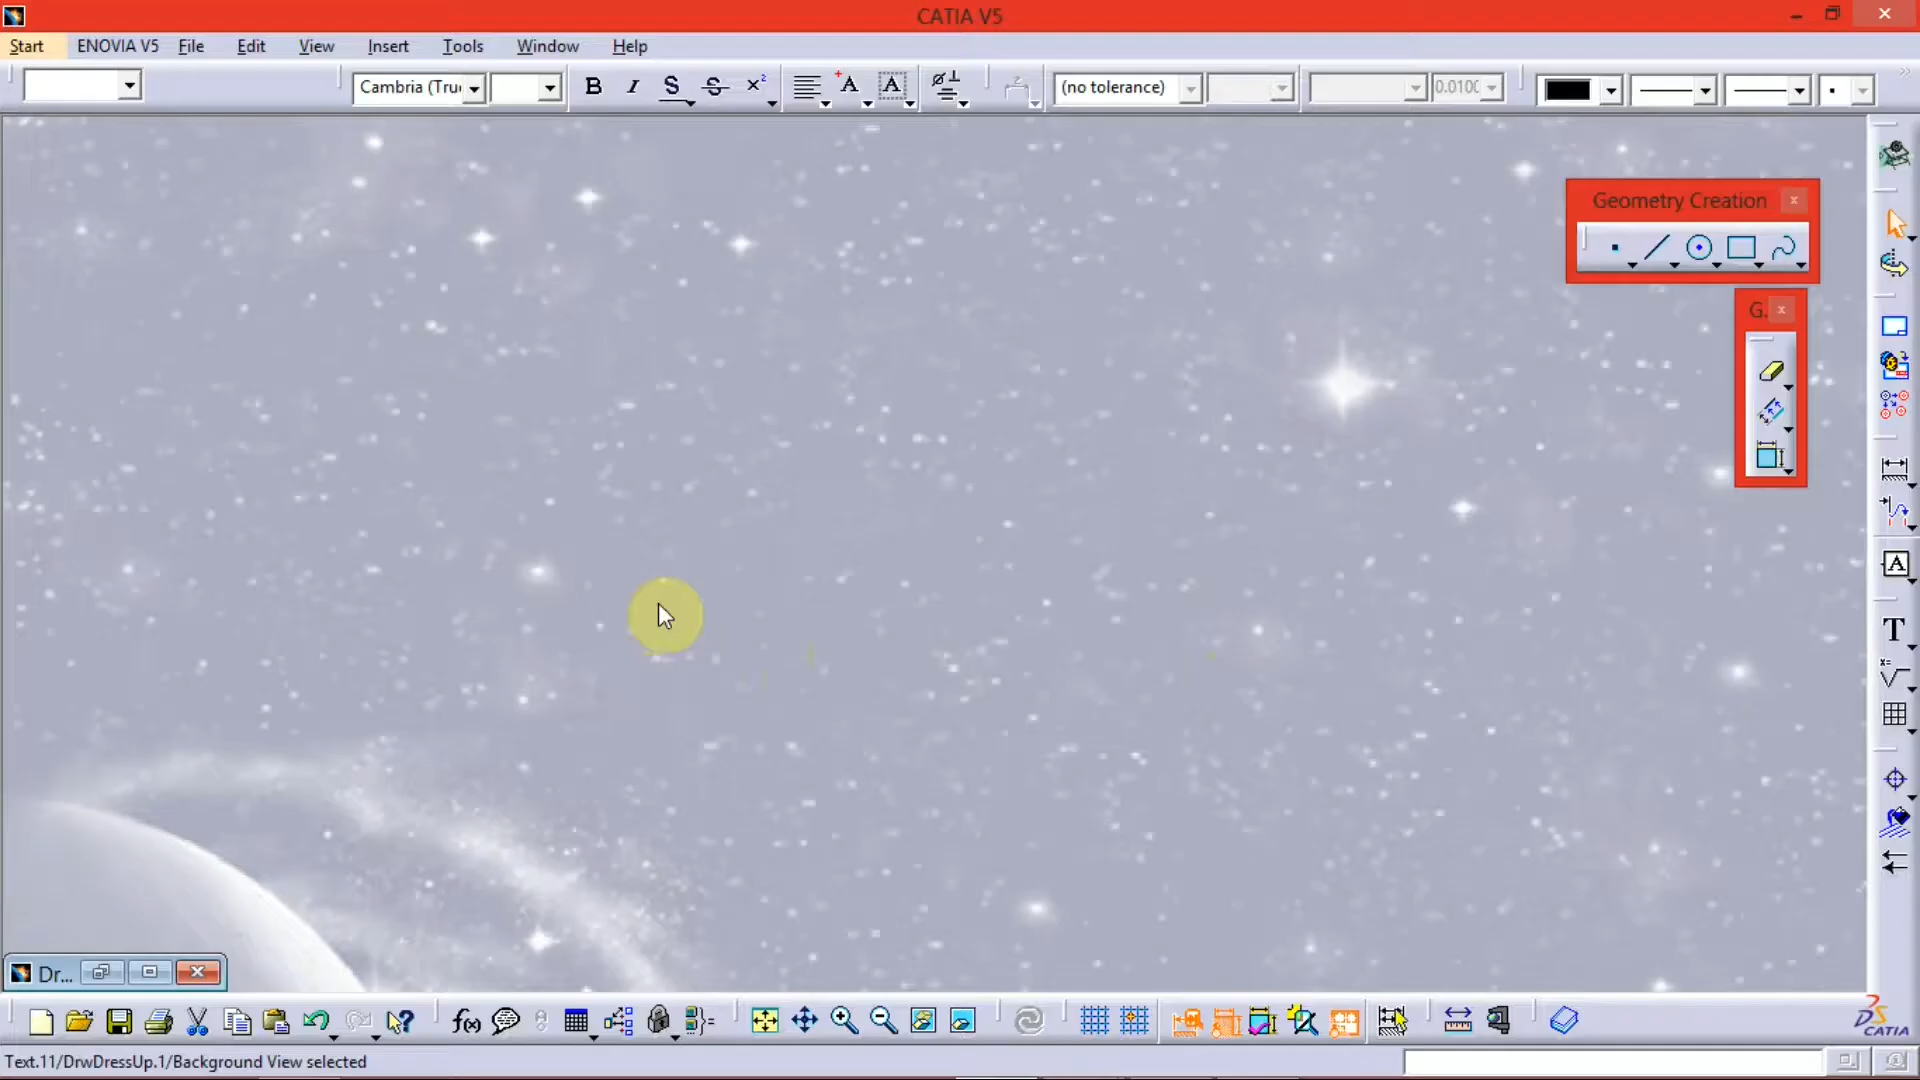 CATIA V5
Start ENOVIA V5 File Edit View Insert Tools Window Help
Cambria (Tru B I S S x² A A (no tolerance) 0.010
Geometry Creation
G.
A
T
Dr...
f(x)
CATIA
Text.11/DrwDressUp.1/Background View selected